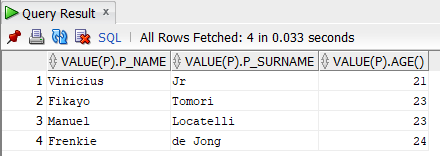 Query Result ×
SQL | All Rows Fetched: 4 in 0.033 seconds
VALUE(P).P_NAME VALUE(P).P_SURNAME VALUE(P).AGE()
1 Vinicius Jr 21
2 Fikayo Tomori 23
3 Manuel Locatelli 23
4 Frenkie de Jong 24